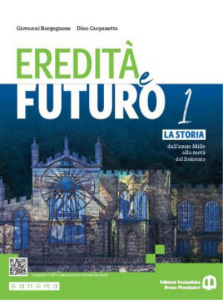 Giovanni Borgognone Dino Carpanetto
EREDITÀ e
FUTURO 1
LA STORIA
dall'anno Mille
alla metà
del Seicento
sanoma
Edizioni Scolastiche
Bruno Mondadori